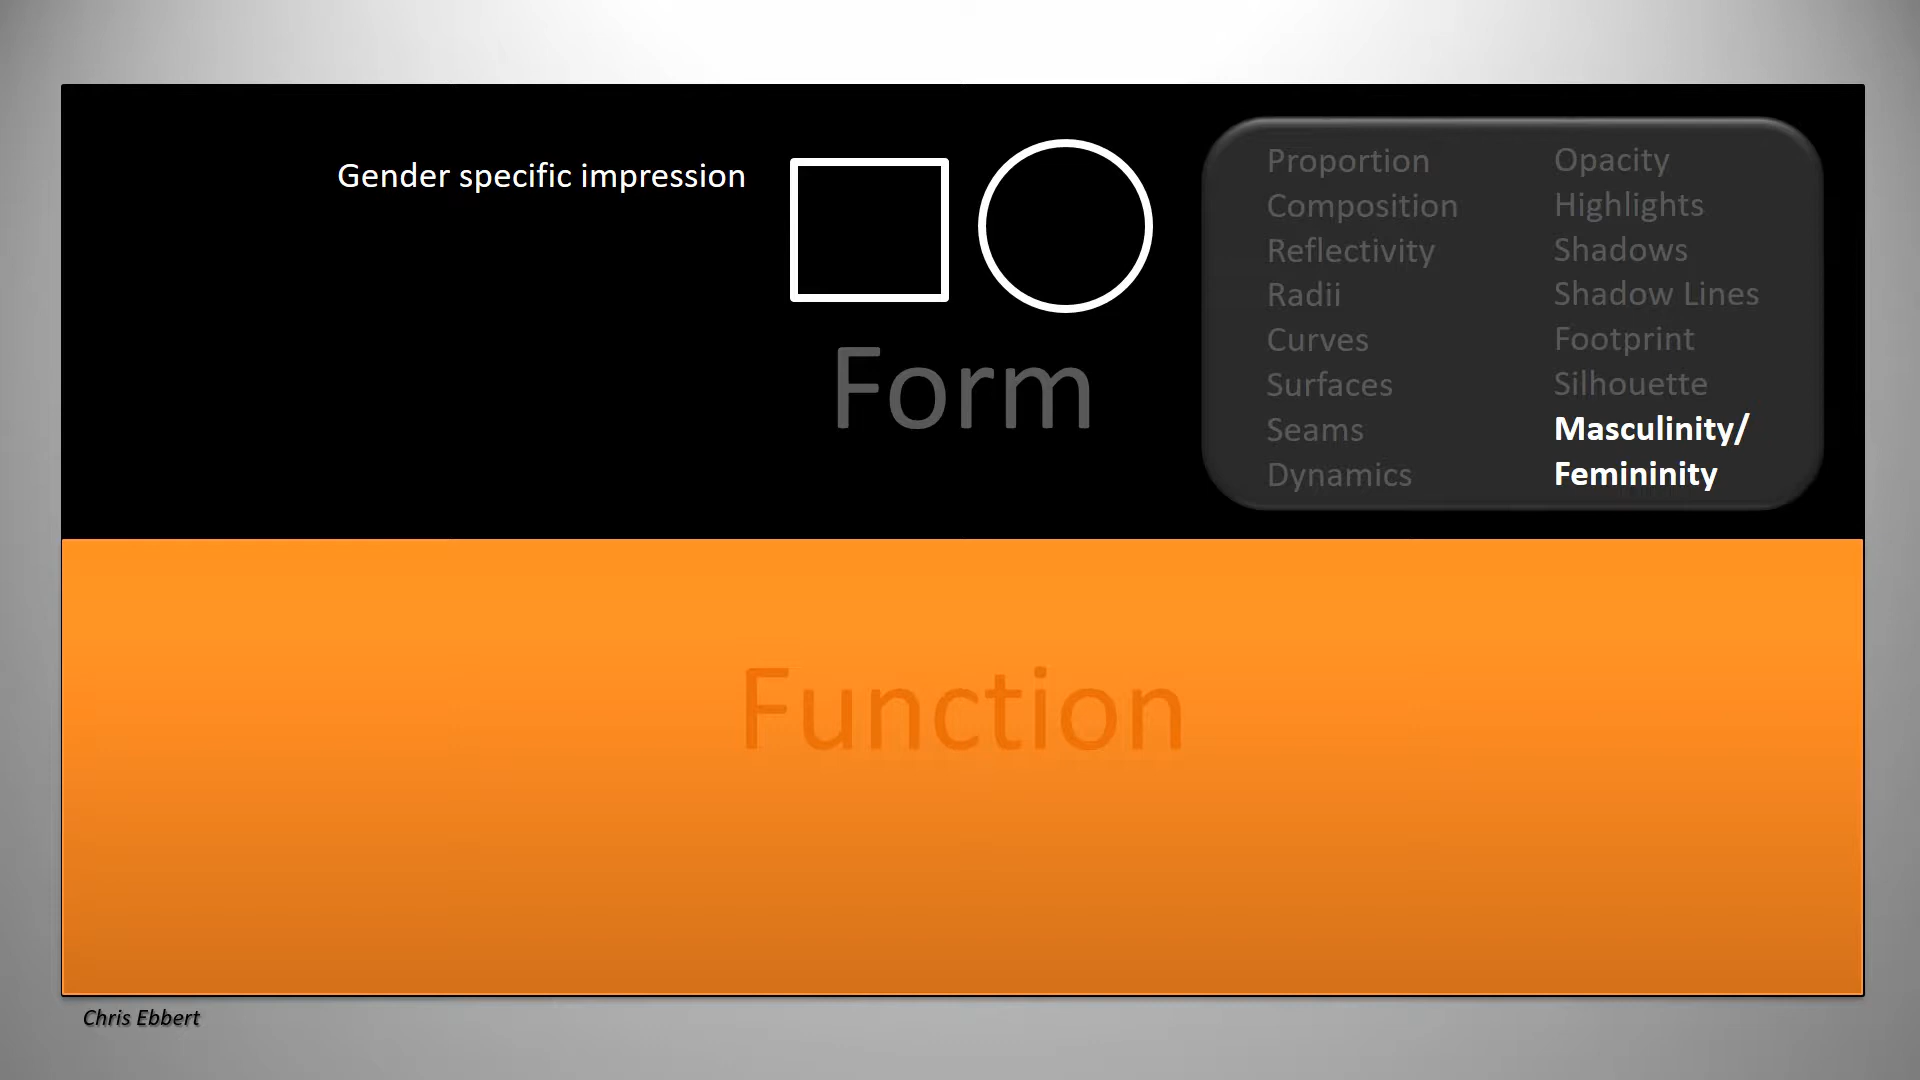 Gender specific impression
Form
Proportion
Composition
Reflectivity
Radii
Curves
Surfaces
Seams
Dynamics
Opacity
Highlights
Shadows
Shadow Lines
Footprint
Silhouette
Masculinity/
Femininity
Function
Chris Ebbert